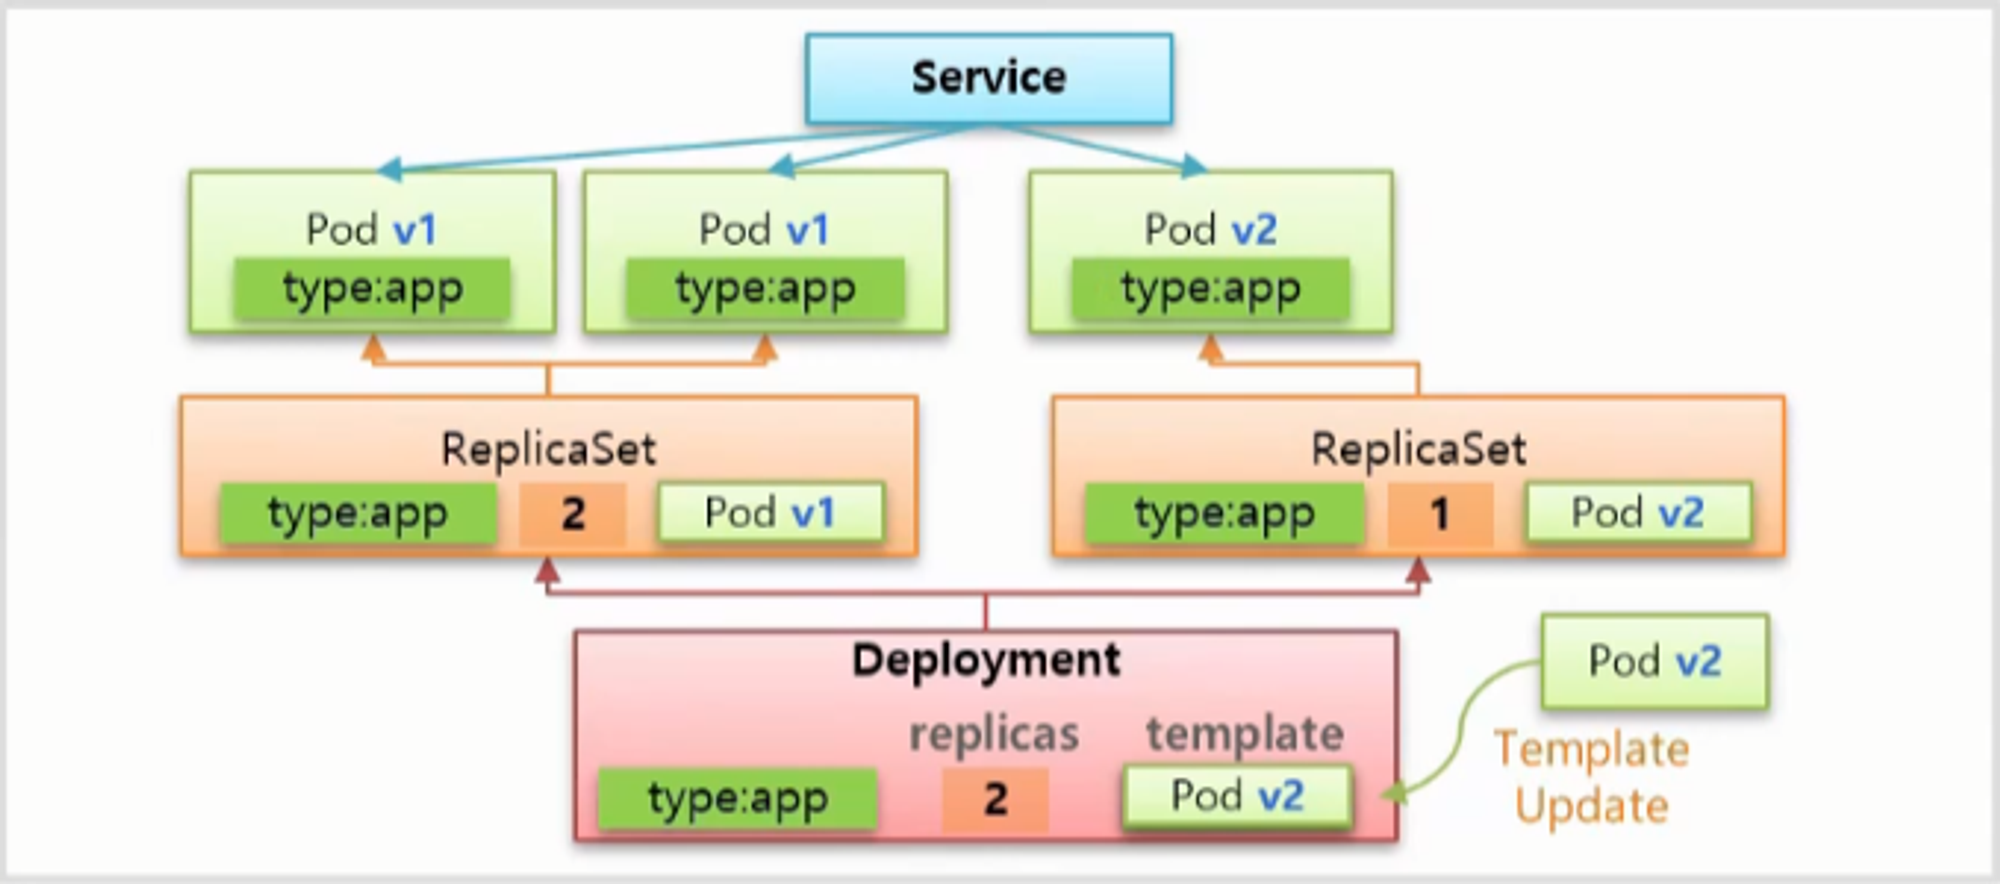 Service
Pod v1
type:app
Pod v1
type:app
Pod v2
type:app
ReplicaSet
type:app 2 Pod v1
ReplicaSet
type:app 1 Pod v2
Deployment
replicas template
type:app 2 Pod v2
Pod v2
Template
Update